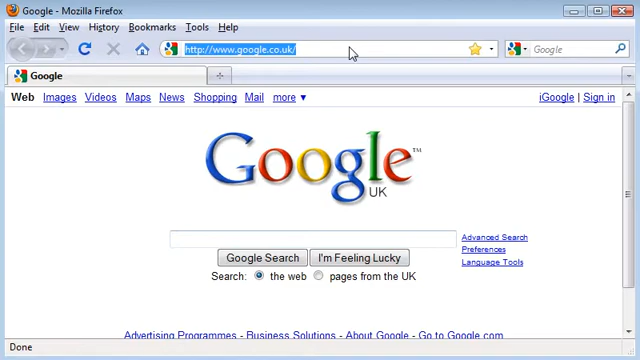 Google - Mozilla Firefox
File Edit View History Bookmarks Tools Help
http://www.google.co.uk/ Google
Google
Web Images Videos Maps News Shopping Mail more ▼ iGoogle | Sign in
Google™
UK
Advanced Search
Preferences
Language Tools
Google Search I'm Feeling Lucky
Search: the web pages from the UK
Advertising Programmes - Business Solutions - About Google - Go to Google.com
Done